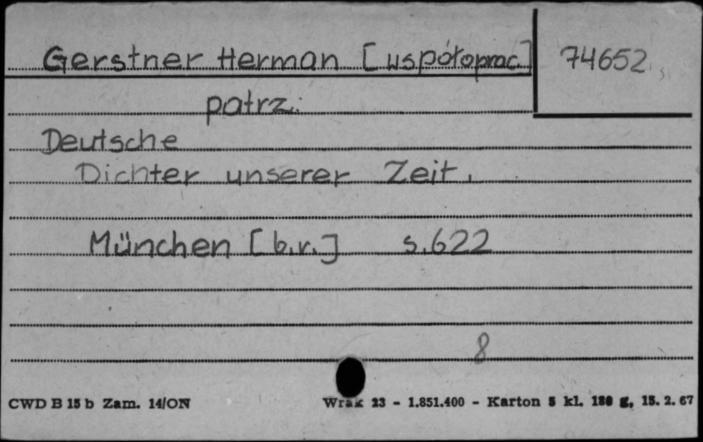 Gerstner Herman [współoprac.] 74652
patrz:
Deutsche
Dichter unserer Zeit.
München [b.r.] s.622
8
CWD B 15 b Zam. 14/ON Wrak 23 - 1.851.400 - Karton 5 kl. 180 g, 15. 2. 67